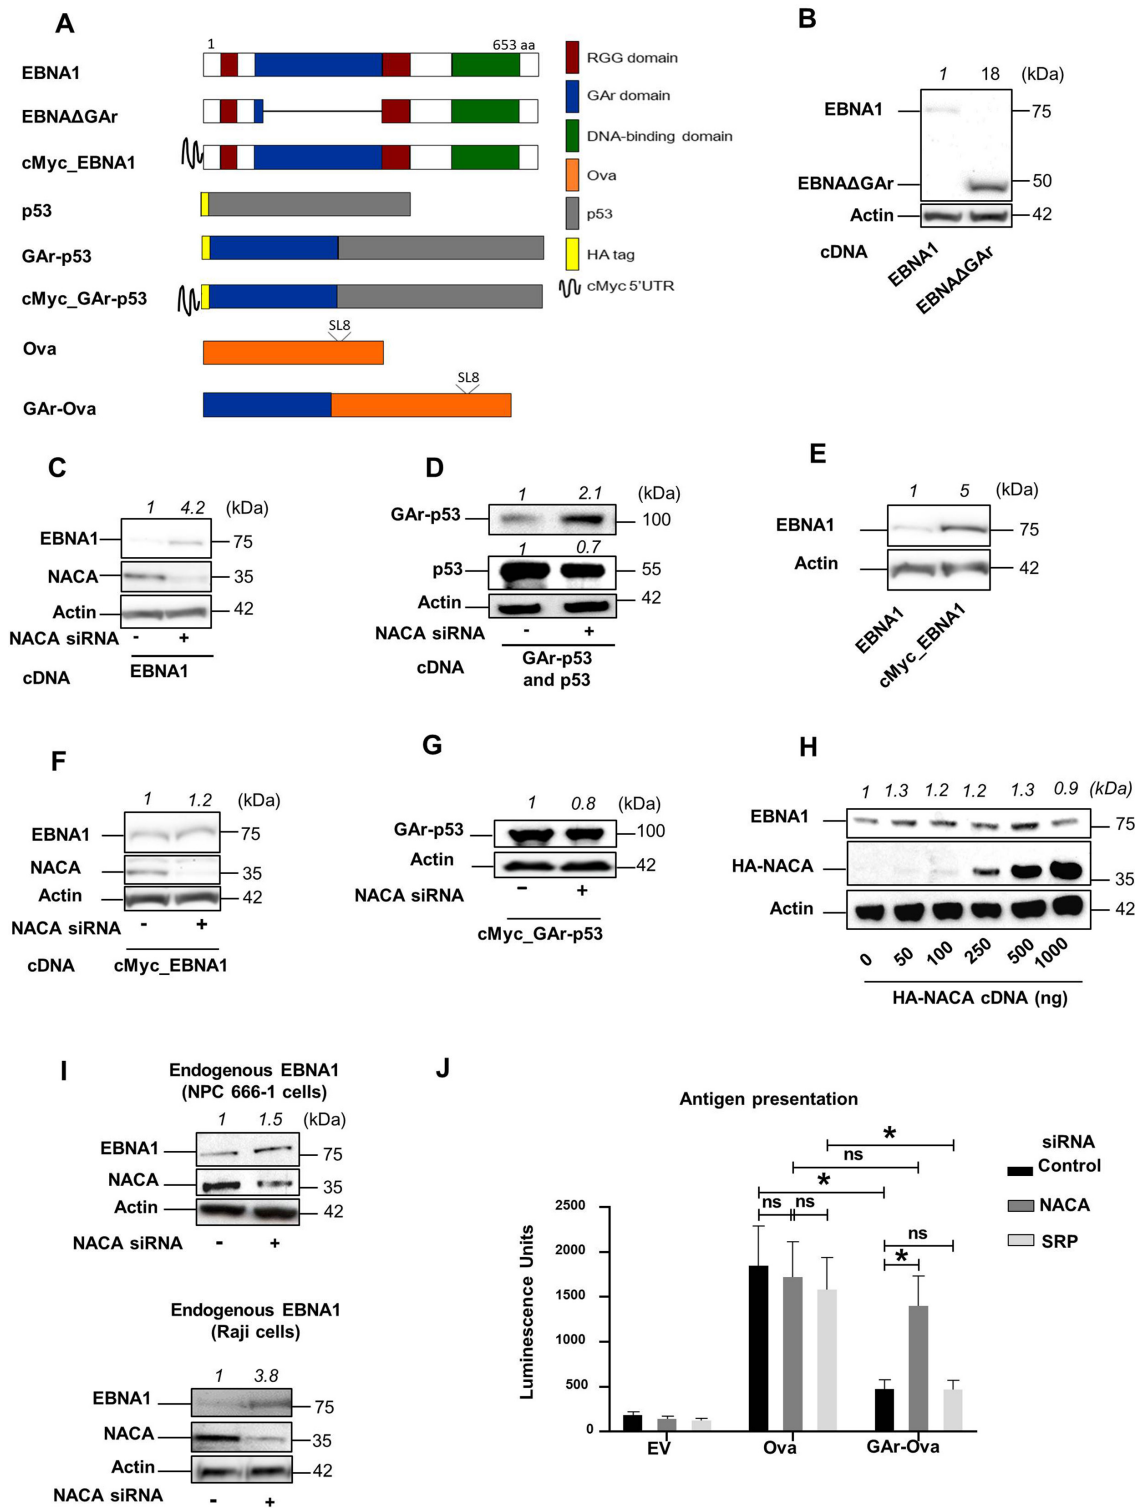 A
1 653 aa
EBNA1
EBNAΔGAr
cMyc_EBNA1
p53
GAr-p53
cMyc_GAr-p53
SL8
Ova
SL8
GAr-Ova
RGG domain
GAr domain
DNA-binding domain
Ova
p53
HA tag
cMyc 5'UTR
B
1 18 (kDa)
EBNA1 75
EBNAΔGAr 50
Actin 42
cDNA
EBNA1
EBNAΔGAr
C
1 4.2 (kDa)
EBNA1 75
NACA 35
Actin 42
NACA siRNA - +
cDNA EBNA1
D
1 2.1 (kDa)
GAr-p53 100
1 0.7
p53 55
Actin 42
NACA siRNA - +
cDNA GAr-p53
and p53
E
1 5 (kDa)
EBNA1 75
Actin 42
EBNA1
cMyc_EBNA1
F
1 1.2 (kDa)
EBNA1 75
NACA 35
Actin 42
NACA siRNA - +
cDNA cMyc_EBNA1
G
1 0.8 (kDa)
GAr-p53 100
Actin 42
NACA siRNA - +
cMyc_GAr-p53
H
1 1.3 1.2 1.2 1.3 0.9 (kDa)
EBNA1 75
HA-NACA 35
Actin 42
0 50 100 250 500 1000
HA-NACA cDNA (ng)
I
Endogenous EBNA1
(NPC 666-1 cells)
1 1.5 (kDa)
EBNA1 75
NACA 35
Actin 42
NACA siRNA - +
Endogenous EBNA1
(Raji cells)
1 3.8
EBNA1 75
NACA 35
Actin 42
NACA siRNA - +
J
Antigen presentation
*
ns
*
ns ns
ns
*
siRNA
Control
NACA
SRP
Luminescence Units
2500
2000
1500
1000
500
0
EV Ova GAr-Ova